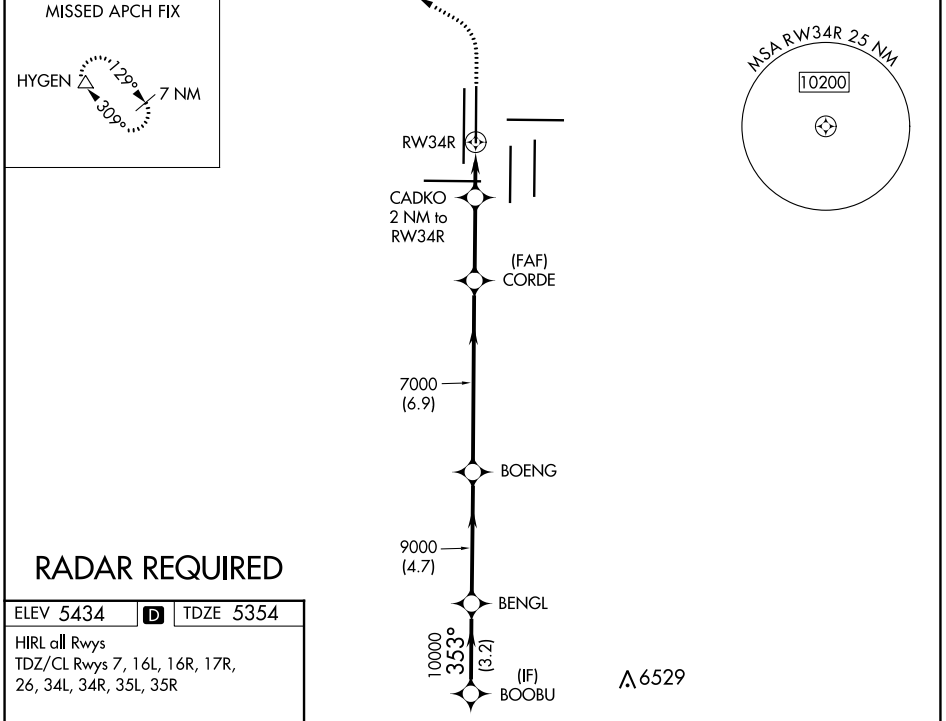 MISSED APCH FIX
HYGEN
129°
309°
7 NM
MSA RW34R 25 NM
10200
RW34R
CADKO
2 NM to
RW34R
(FAF)
CORDE
7000
(6.9)
BOENG
9000
(4.7)
BENGL
10000
353°
(3.2)
(IF)
BOOBU
6529
RADAR REQUIRED
ELEV 5434 D TDZE 5354
HIRL all Rwys
TDZ/CL Rwys 7, 16L, 16R, 17R,
26, 34L, 34R, 35L, 35R